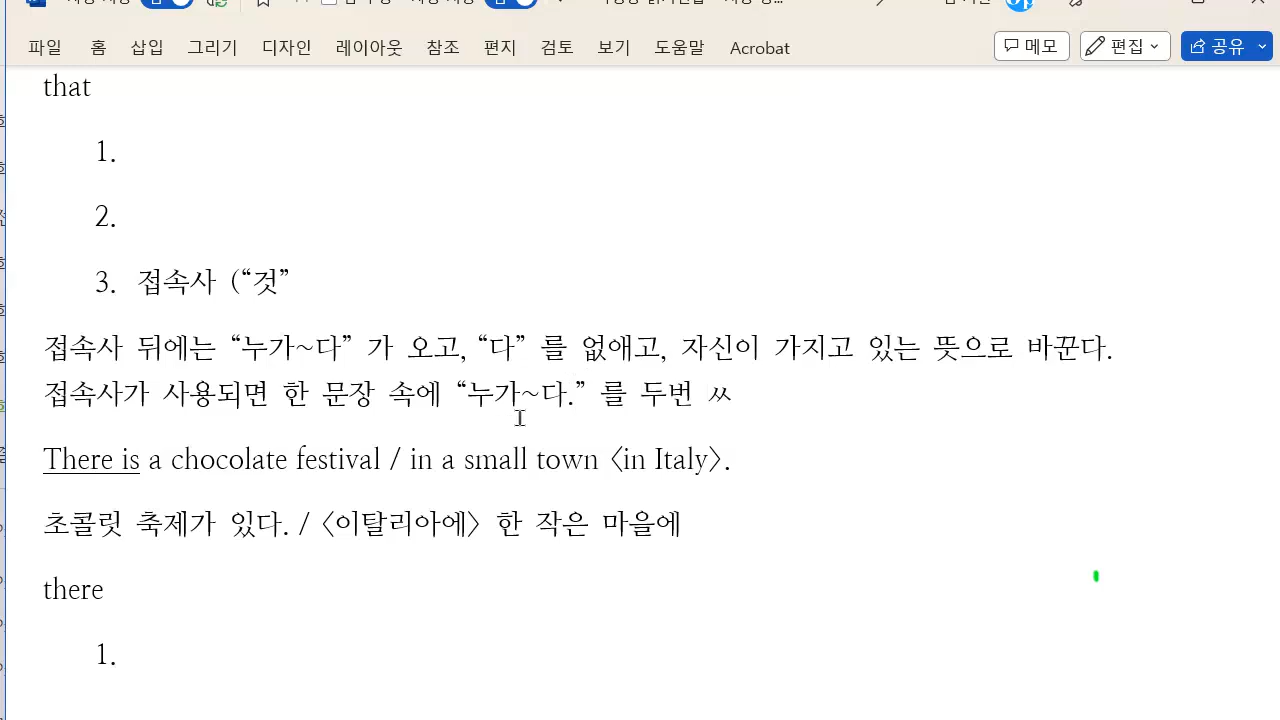 파일 홈 삽입 그리기 디자인 레이아웃 참조 편지 검토 보기 도움말 Acrobat 메모 편집 공유
that
1.
2.
3. 접속사 (“것”
접속사 뒤에는 “누가~다” 가 오고, “다” 를 없애고, 자신이 가지고 있는 뜻으로 바꾼다.
접속사가 사용되면 한 문장 속에 “누가~다.” 를 두번 ㅆ
There is a chocolate festival / in a small town <in Italy>.
초콜릿 축제가 있다. / <이탈리아에> 한 작은 마을에
there
1.